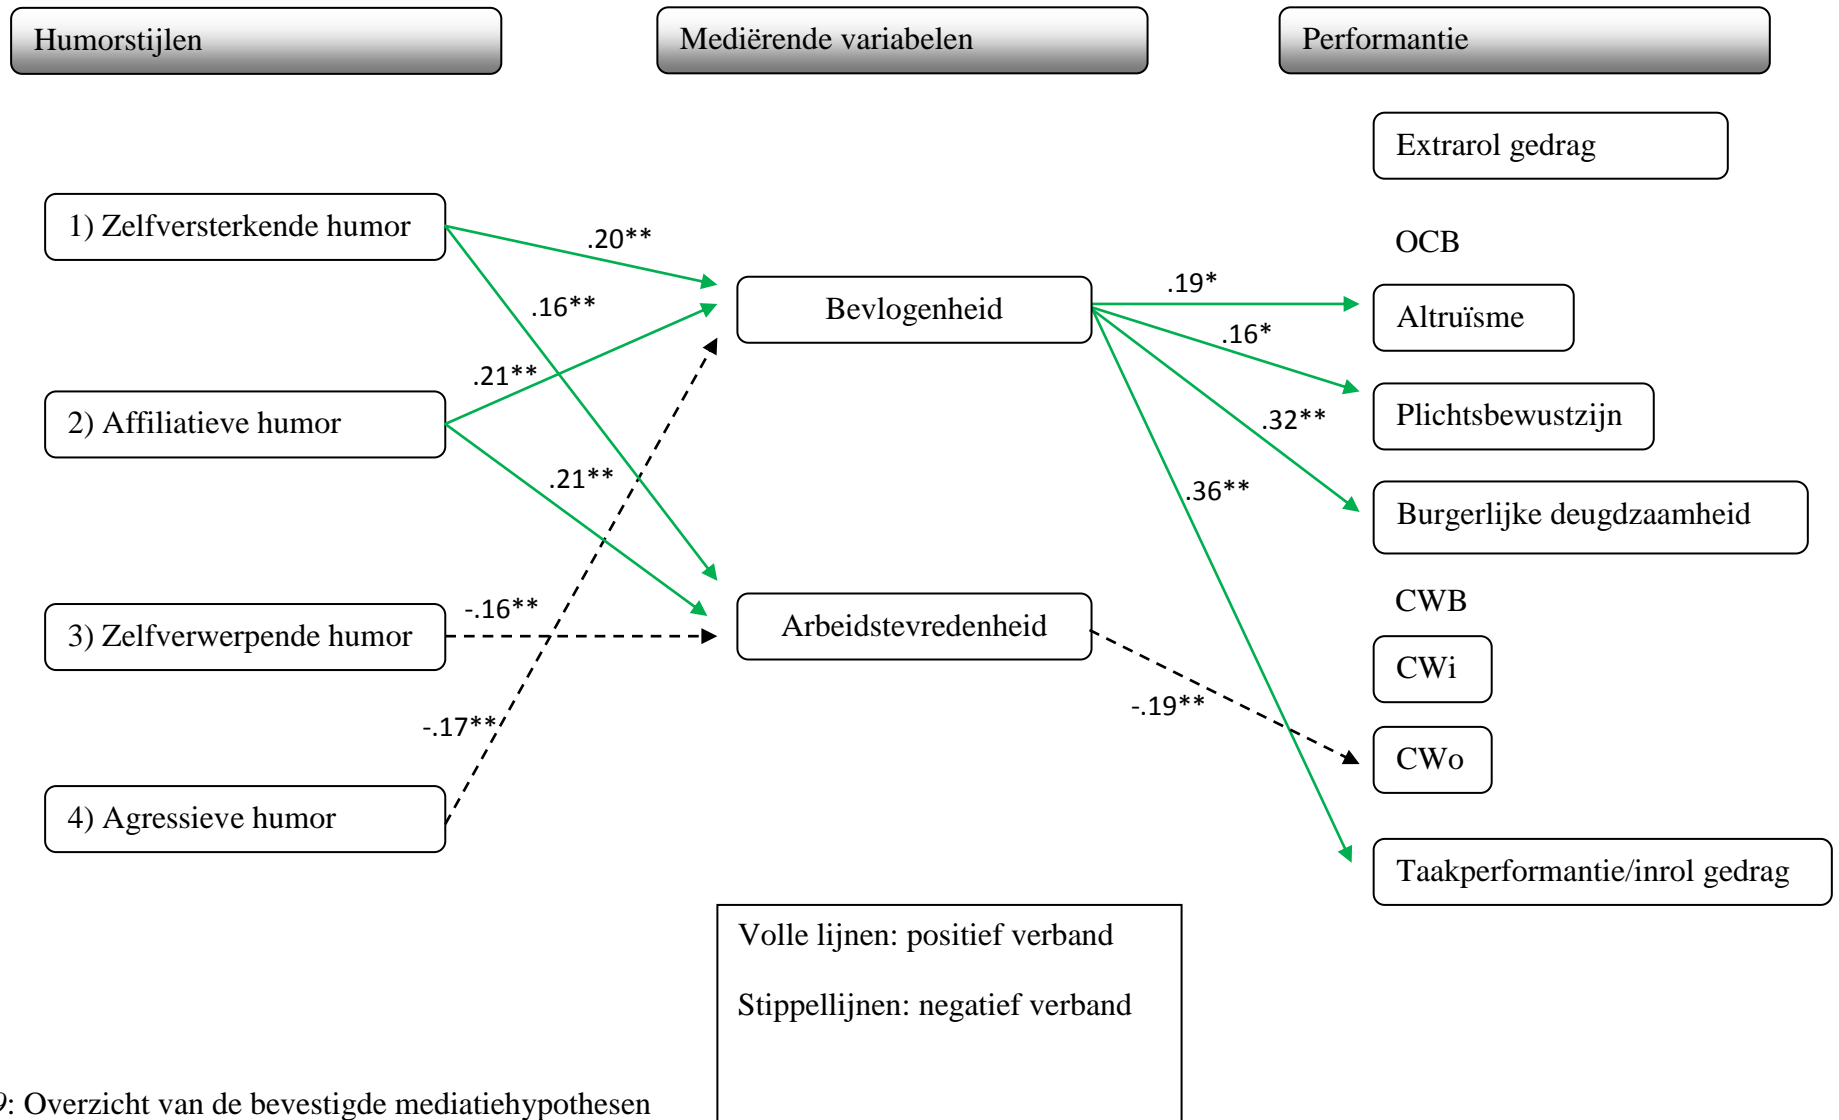 Humorstijlen
Mediërende variabelen
Performantie
Extrarol gedrag
1) Zelfversterkende humor
.20**
OCB
Bevlogenheid
.19*
Altruïsme
.16**
.16*
.21**
2) Affiliatieve humor
Plichtsbewustzijn
.32**
.21**
.36**
Burgerlijke deugdzaamheid
CWB
-.16**
3) Zelfverwerpende humor
Arbeidstevredenheid
CWi
-.19**
-.17**
CWo
4) Agressieve humor
Taakperformantie/inrol gedrag
Volle lijnen: positief verband
Stippellijnen: negatief verband
9: Overzicht van de bevestigde mediatiehypothesen